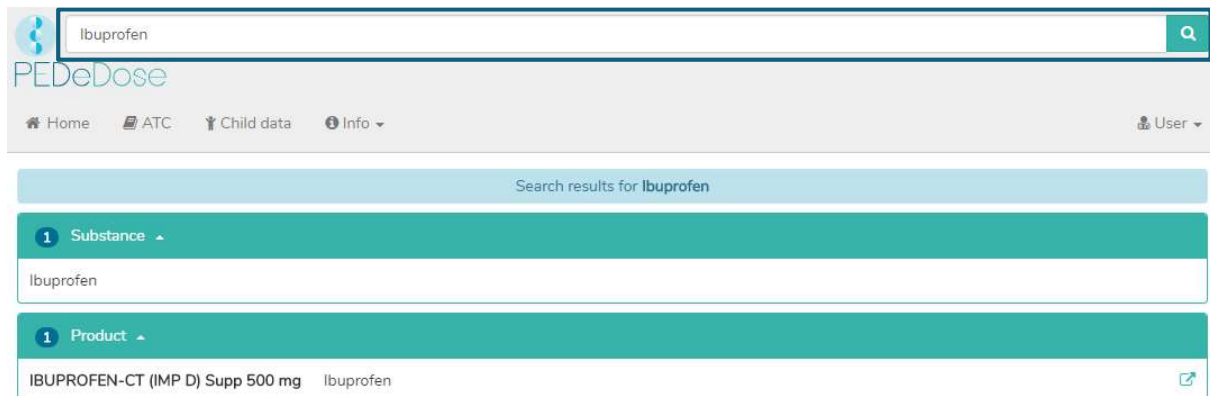 Ibuprofen
PEDeDose
Home ATC Child data Info User
Search results for Ibuprofen
1 Substance
Ibuprofen
1 Product
IBUPROFEN-CT (IMP D) Supp 500 mg Ibuprofen